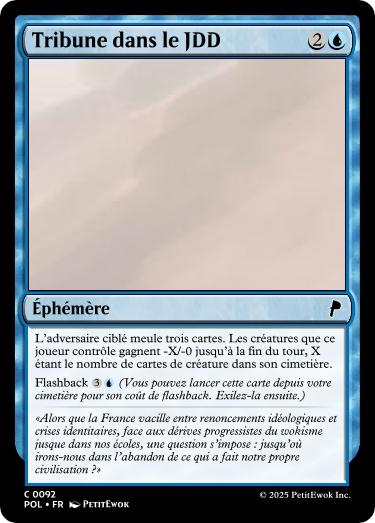 Tribune dans le JDD
2
Éphémère
L'adversaire ciblé meule trois cartes. Les créatures que ce
joueur contrôle gagnent -X/-0 jusqu'à la fin du tour, X
étant le nombre de cartes de créature dans son cimetière.
Flashback 3 (Vous pouvez lancer cette carte depuis votre
cimetière pour son coût de flashback. Exilez-la ensuite.)
«Alors que la France vacille entre renoncements idéologiques et
crises identitaires, face aux dérives progressistes du wokisme
jusque dans nos écoles, une question s'impose : jusqu'où
irons-nous dans l'abandon de ce qui a fait notre propre
civilisation ?»
C 0092
POL • FR PetitEwok
© 2025 PetitEwok Inc.